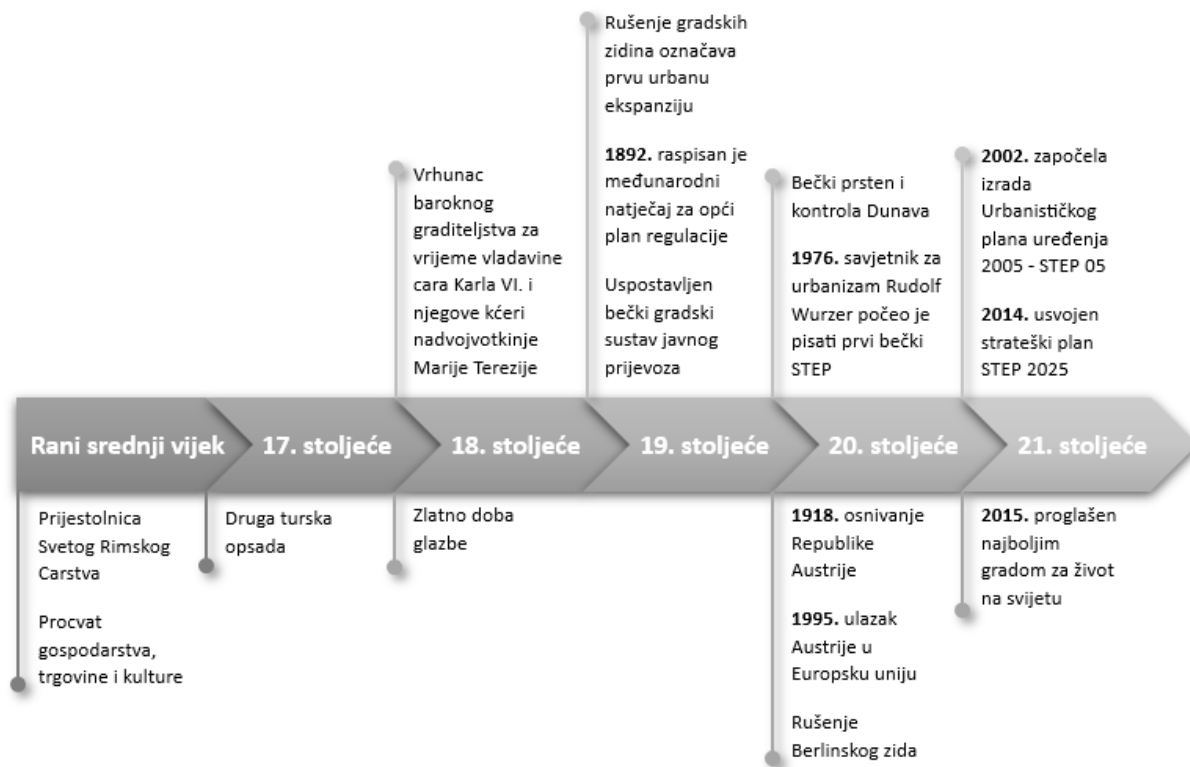 Rušenje gradskih
zidina označava
prvu urbanu
ekspanziju
1892. raspisan je
međunarodni
natječaj za opći
plan regulacije
Uspostavljen
bečki gradski
sustav javnog
prijevoza
Vrhunac
baroknog
graditeljstva za
vrijeme vladavine
cara Karla VI. i
njegove kćeri
nadvojvotkinje
Marije Terezije
Bečki prsten i
kontrola Dunava
1976. savjetnik za
urbanizam Rudolf
Wurzer počeo je
pisati prvi bečki
STEP
2002. započela
izrada
Urbanističkog
plana uređenja
2005 - STEP 05
2014. usvojen
strateški plan
STEP 2025
Rani srednji vijek
17. stoljeće
18. stoljeće
19. stoljeće
20. stoljeće
21. stoljeće
Prijestolnica
Svetog Rimskog
Carstva
Procvat
gospodarstva,
trgovine i kulture
Druga turska
opsada
Zlatno doba
glazbe
1918. osnivanje
Republike
Austrije
1995. ulazak
Austrije u
Europsku uniju
Rušenje
Berlinskog zida
2015. proglašen
najboljim
gradom za život
na svijetu